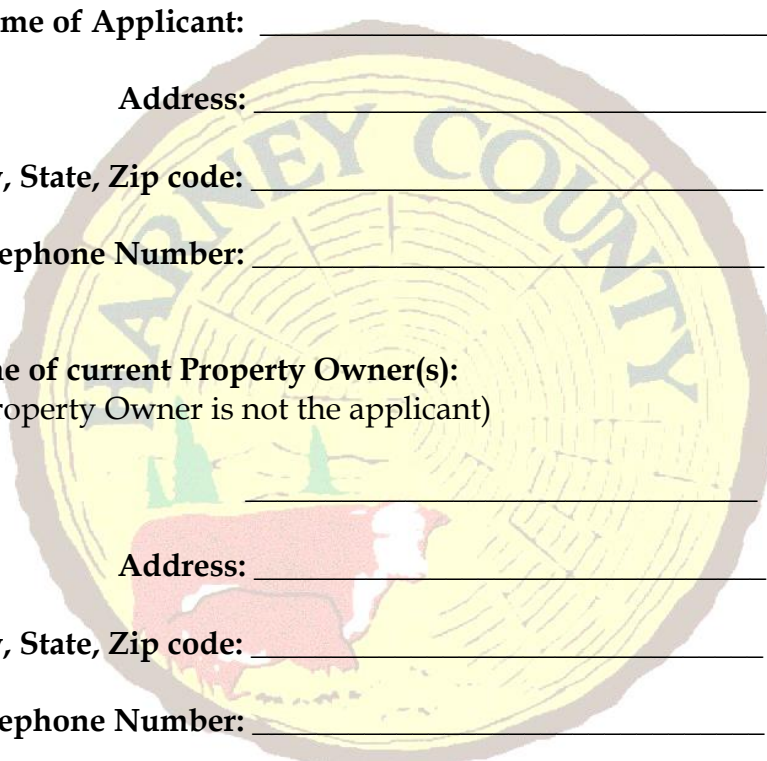 me of Applicant:
Address:
, State, Zip code:
ephone Number:
HARNEY COUNTY
e of current Property Owner(s):
roperty Owner is not the applicant)
Address:
, State, Zip code:
ephone Number: